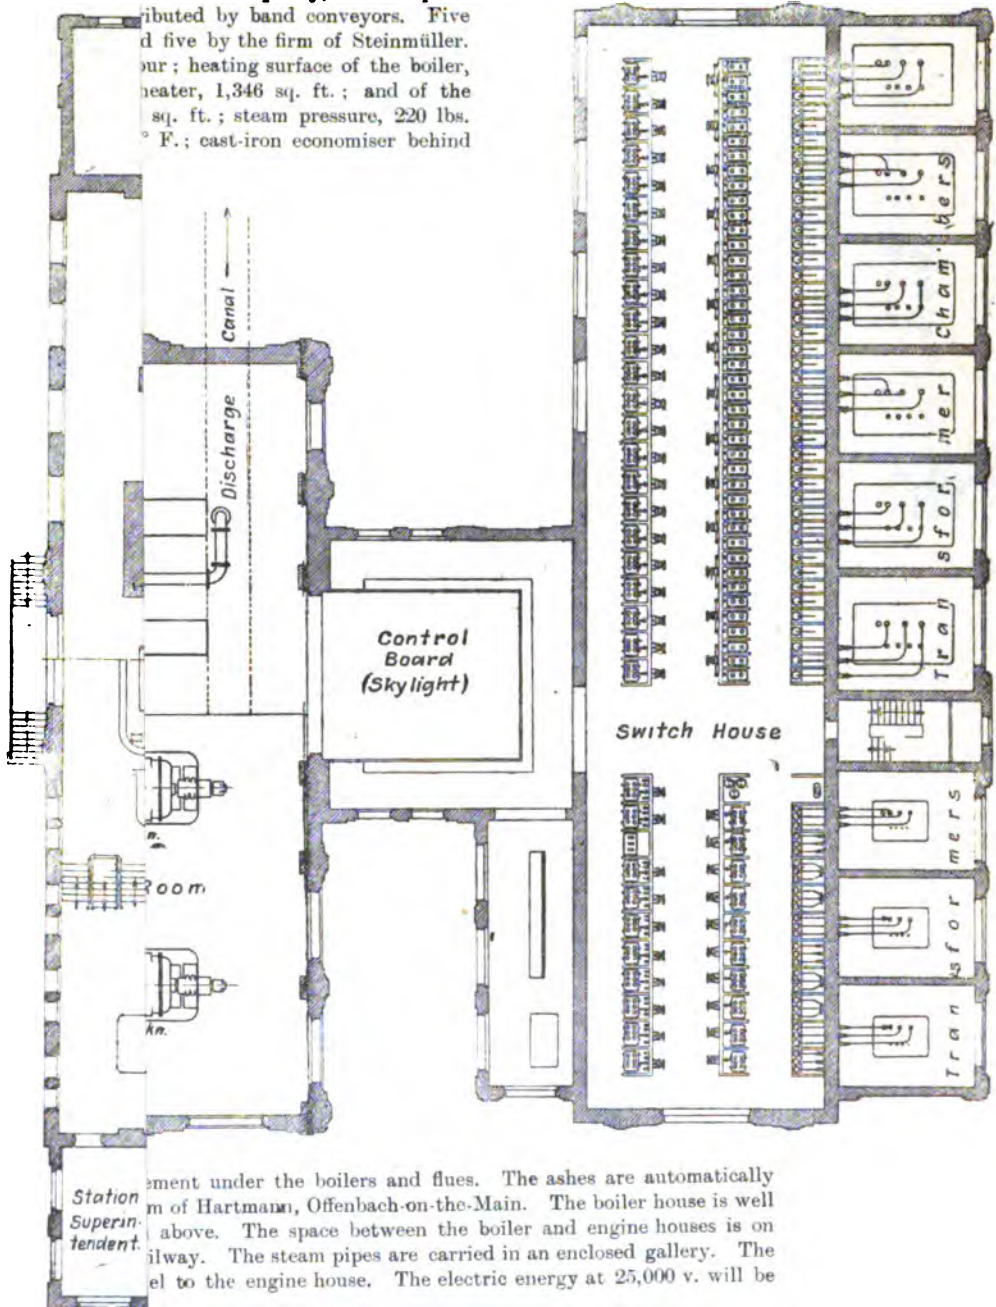 ributed by band conveyors. Five
d five by the firm of Steinmüller.
our ; heating surface of the boiler,
heater, 1,346 sq. ft. ; and of the
sq. ft. ; steam pressure, 220 lbs.
° F. ; cast-iron economiser behind
Discharge Canal
Control
Board
(Skylight)
Switch House
Transformer Chambers
Transformers
Room
kn.
Station
Superin-
tendent.
ement under the boilers and flues. The ashes are automatically
m of Hartmann, Offenbach-on-the-Main. The boiler house is well
above. The space between the boiler and engine houses is on
ilway. The steam pipes are carried in an enclosed gallery. The
el to the engine house. The electric energy at 25,000 v. will be